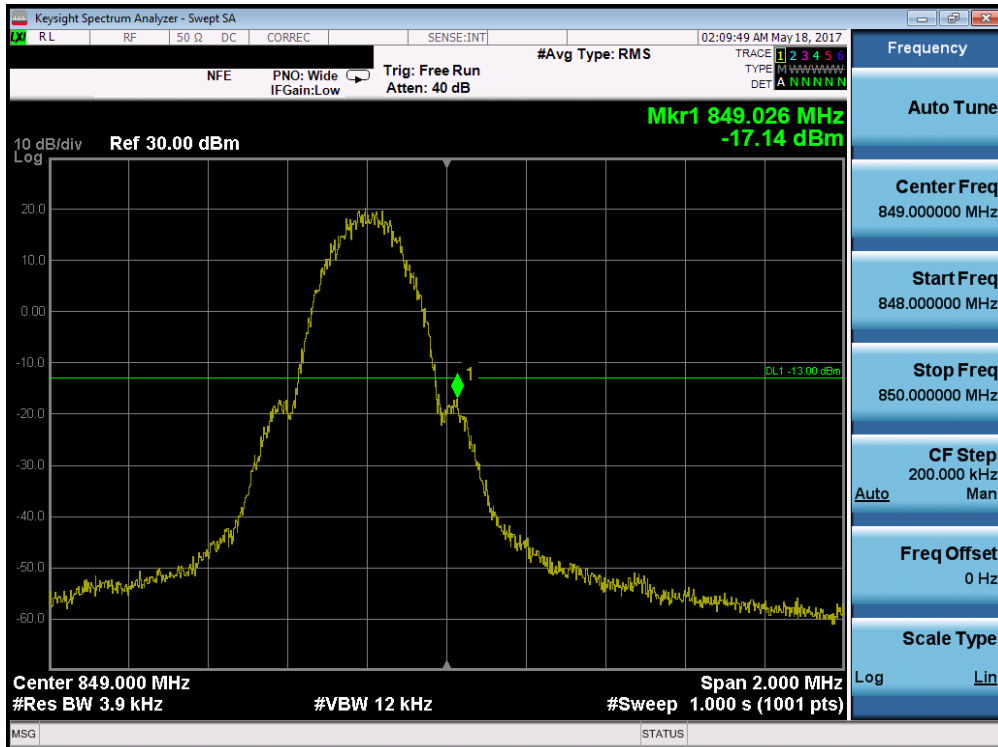 Keysight Spectrum Analyzer - Swept SA
LXI RL RF 50 Ω DC CORREC SENSE:INT 02:09:49 AM May 18, 2017
NFE PNO: Wide IFGain:Low Trig: Free Run Atten: 40 dB #Avg Type: RMS
TRACE 1 2 3 4 5 6
TYPE M WWWWW
DET A N N N N N
Mkr1 849.026 MHz
-17.14 dBm
10 dB/div Ref 30.00 dBm
Log
20.0
10.0
0.00
-10.0
1
DL1 -13.00 dBm
-20.0
-30.0
-40.0
-50.0
-60.0
Center 849.000 MHz Span 2.000 MHz
#Res BW 3.9 kHz #VBW 12 kHz #Sweep 1.000 s (1001 pts)
MSG STATUS
Frequency
Auto Tune
Center Freq
849.000000 MHz
Start Freq
848.000000 MHz
Stop Freq
850.000000 MHz
CF Step
200.000 kHz
Auto Man
Freq Offset
0 Hz
Scale Type
Log Lin